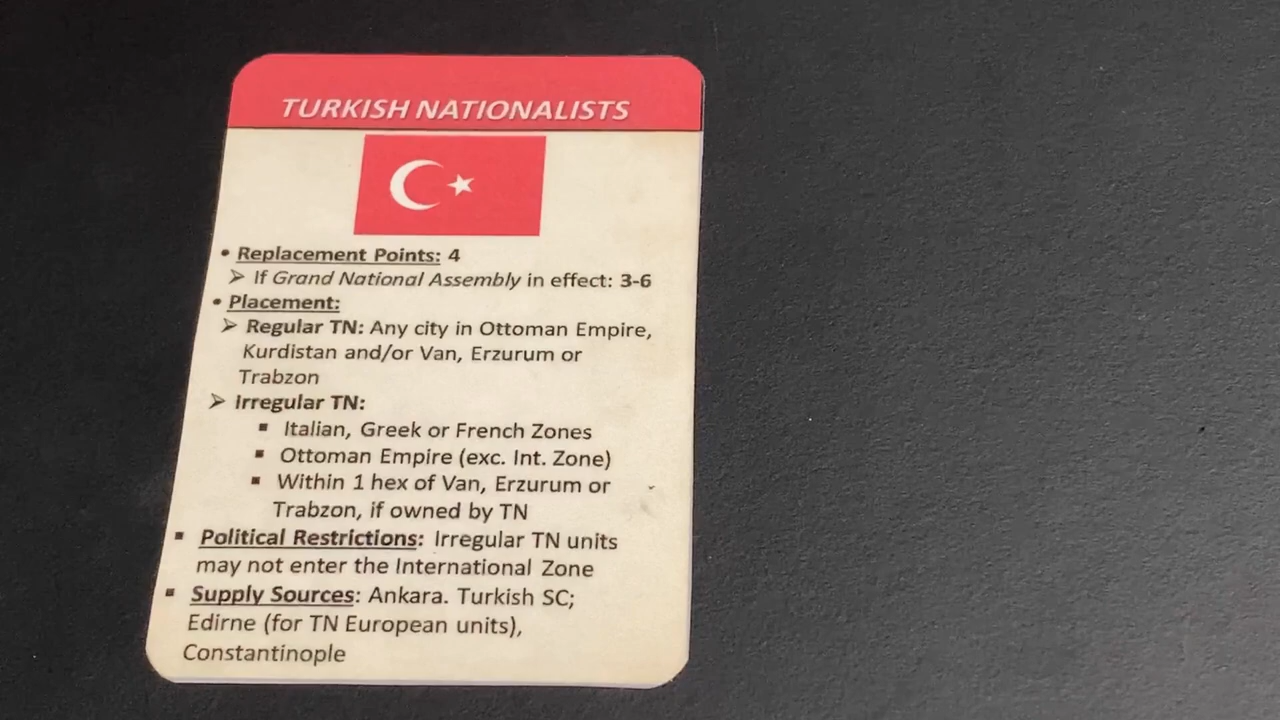 TURKISH NATIONALISTS
• Replacement Points: 4
➢ If Grand National Assembly in effect: 3-6
• Placement:
➢ Regular TN: Any city in Ottoman Empire,
Kurdistan and/or Van, Erzurum or
Trabzon
➢ Irregular TN:
▪ Italian, Greek or French Zones
▪ Ottoman Empire (exc. Int. Zone)
▪ Within 1 hex of Van, Erzurum or
Trabzon, if owned by TN
▪ Political Restrictions: Irregular TN units
may not enter the International Zone
▪ Supply Sources: Ankara. Turkish SC;
Edirne (for TN European units),
Constantinople